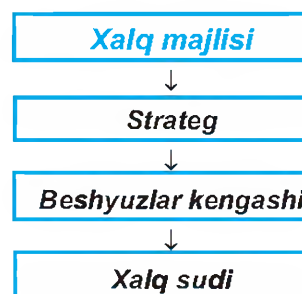 Xalq majlisi
↓
Strateg
↓
Beshyuzlar kengashi
↓
Xalq sudi